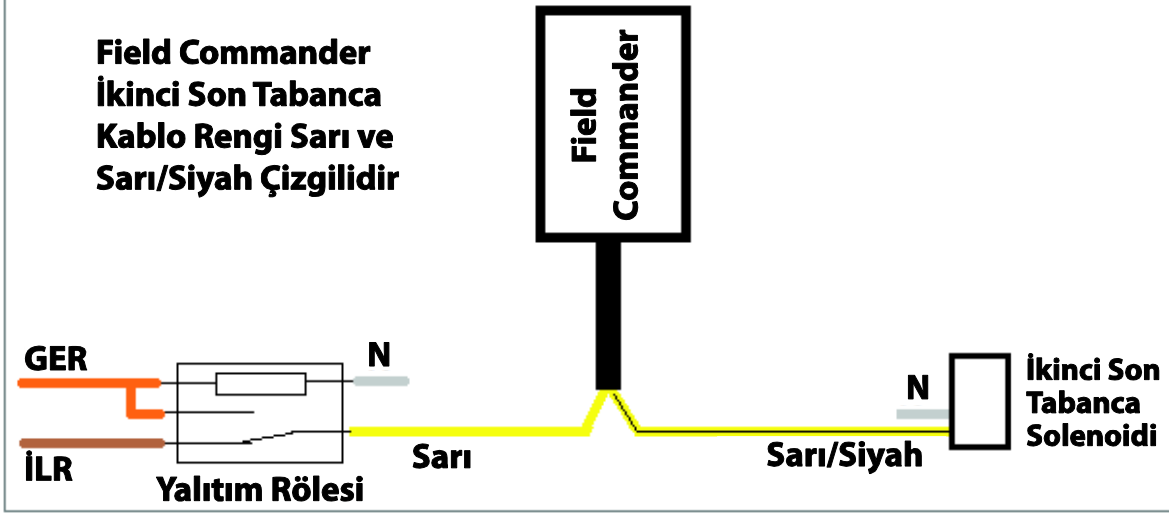 Field Commander
İkinci Son Tabanca
Kablo Rengi Sarı ve
Sarı/Siyah Çizgilidir
Field
Commander
GER
N
İLR
Yalıtım Rölesi
Sarı
Sarı/Siyah
N
İkinci Son
Tabanca
Solenoidi